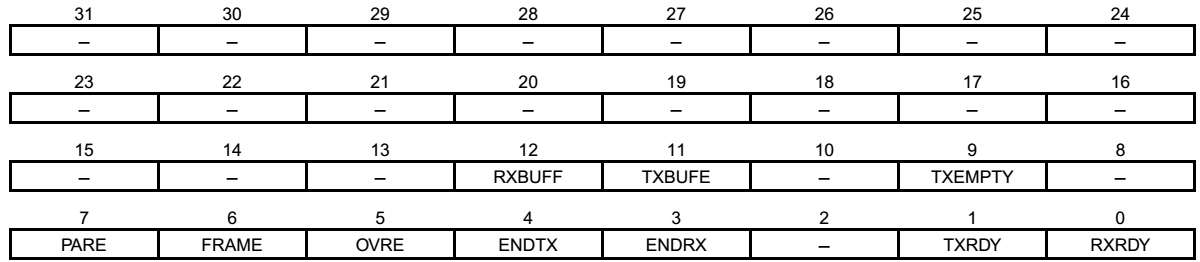 31 30 29 28 27 26 25 24
– – – – – – – –
23 22 21 20 19 18 17 16
– – – – – – – –
15 14 13 12 11 10 9 8
– – – RXBUFF TXBUFE – TXEMPTY –
7 6 5 4 3 2 1 0
PARE FRAME OVRE ENDTX ENDRX – TXRDY RXRDY